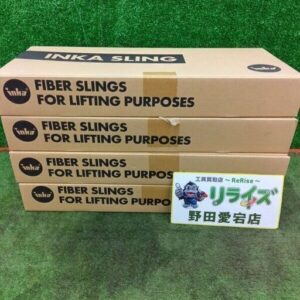 INKA SLING
inka
FIBER SLINGS
FOR LIFTING PURPOSES
inka
FIBER SLINGS
FOR LIFTING PURPOSES
inka
FIBER SLINGS
FOR LIFTING PURPOSES
inka
FIBER SLINGS
FOR LIFTING PURPO
工具買取店 ～ReRise～
リライズ
野田愛宕店